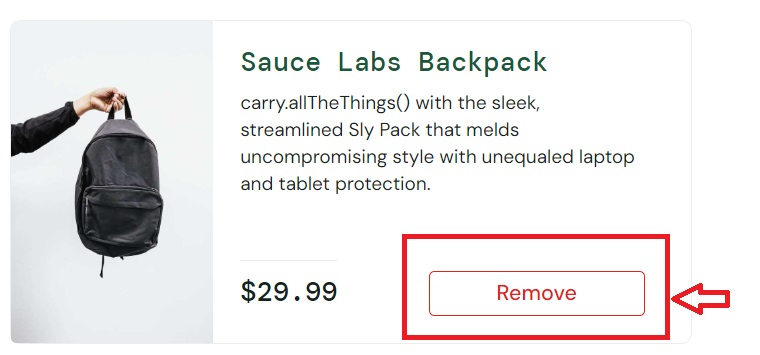 Sauce Labs Backpack
carry.allTheThings() with the sleek,
streamlined Sly Pack that melds
uncompromising style with unequaled laptop
and tablet protection.
$29.99
Remove